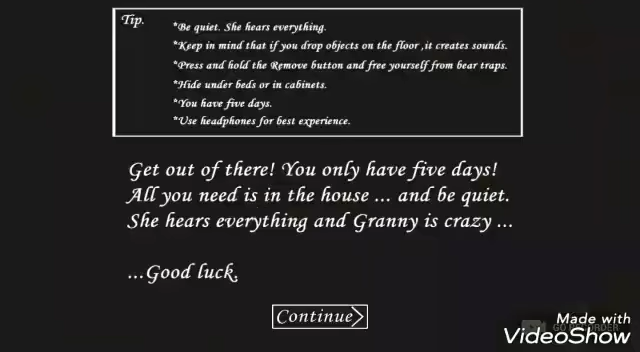 Tip.
*Be quiet. She hears everything.
*Keep in mind that if you drop objects on the floor ,it creates sounds.
*Press and hold the Remove button and free yourself from bear traps.
*Hide under beds or in cabinets.
*You have five days.
*Use headphones for best experience.
Get out of there! You only have five days!
All you need is in the house ... and be quiet.
She hears everything and Granny is crazy ...
...Good luck.
Continue
Made with
VideoShow